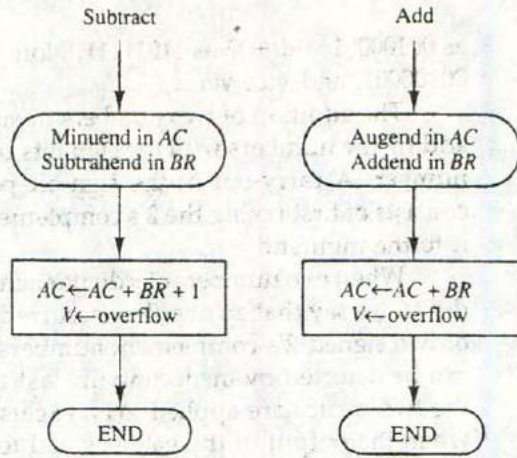 Subtract
Minuend in AC
Subtrahend in BR
AC←AC + BR + 1
V←overflow
END
Add
Augend in AC
Addend in BR
AC←AC + BR
V←overflow
END